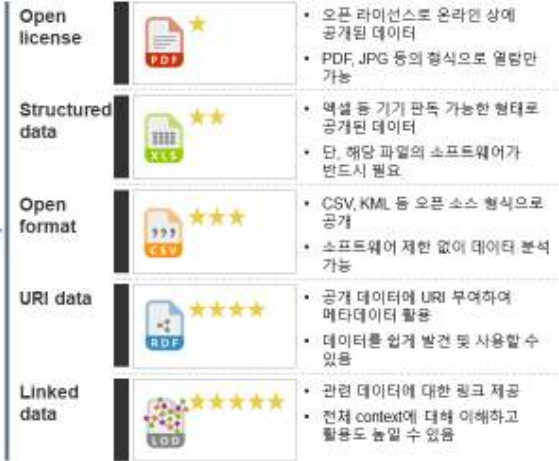 Open
license
PDF
• 오픈 라이선스로 온라인 상에
공개된 데이터
• PDF, JPG 등의 형식으로 열람만
가능
Structured
data
XLS
• 엑셀 등 기기 판독 가능한 형태로
공개된 데이터
• 단, 해당 파일의 소프트웨어가
반드시 필요
Open
format
CSV
• CSV, KML 등 오픈 소스 형식으로
공개
• 소프트웨어 제한 없이 데이터 분석
가능
URI data
RDF
• 공개 데이터에 URI 부여하여
메타데이터 활용
• 데이터를 쉽게 발견 및 사용할 수
있음
Linked
data
LOD
• 관련 데이터에 대한 링크 제공
• 전체 context에 대해 이해하고
활용도 높일 수 있음